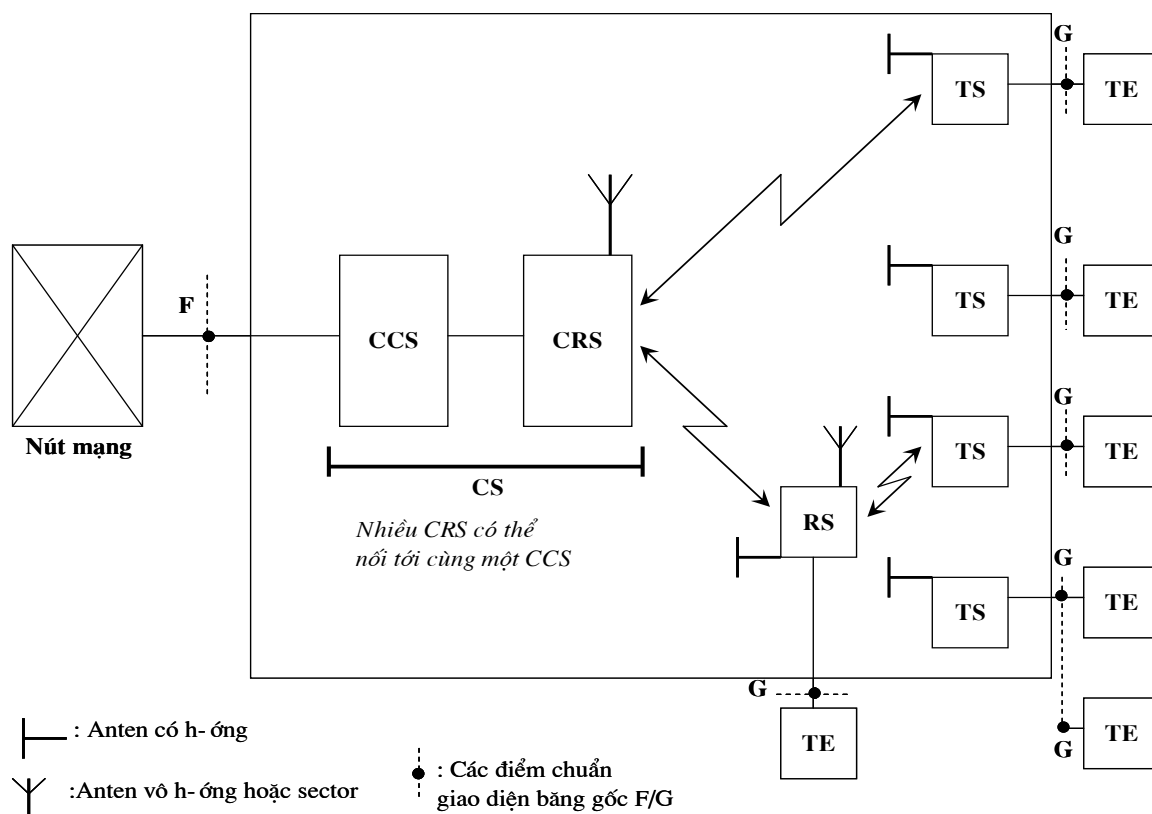 G
TS
TE
G
TS
TE
F
CCS
CRS
Nút mạng
CS
Nhiều CRS có thể
nối tới cùng một CCS
G
TS
TE
RS
G
TS
TE
G
TE
G
TE
: Anten có h- ớng
:Anten vô h- ớng hoặc sector
: Các điểm chuẩn
giao diện băng gốc F/G